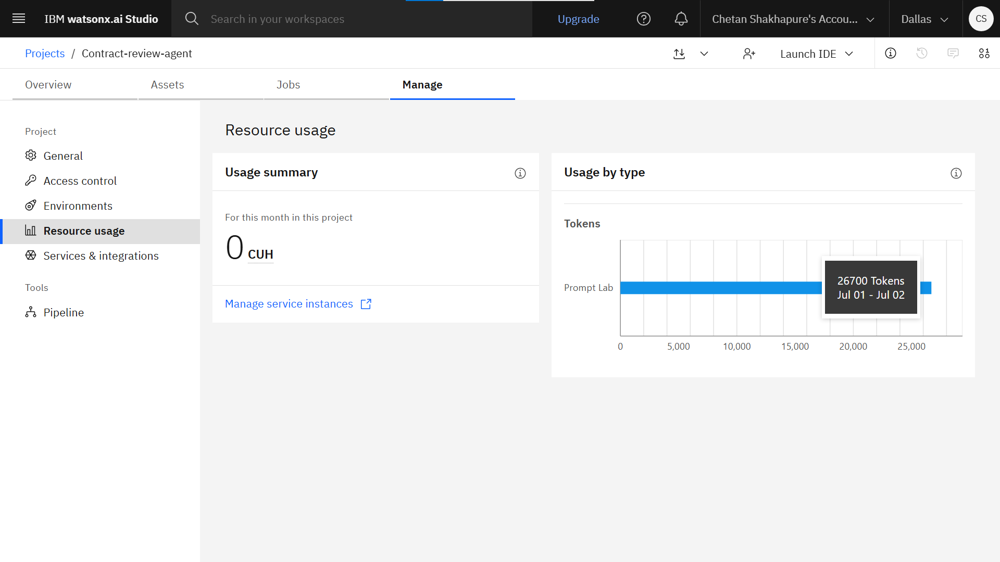 IBM watsonx.ai Studio
Search in your workspaces
Upgrade
Chetan Shakhapure's Accou...
Dallas
CS
Projects / Contract-review-agent
Launch IDE
Overview
Assets
Jobs
Manage
Project
General
Access control
Environments
Resource usage
Services & integrations
Tools
Pipeline
Resource usage
Usage summary
For this month in this project
0 CUH
Manage service instances
Usage by type
Tokens
Prompt Lab
26700 Tokens
Jul 01 - Jul 02
0 5,000 10,000 15,000 20,000 25,000